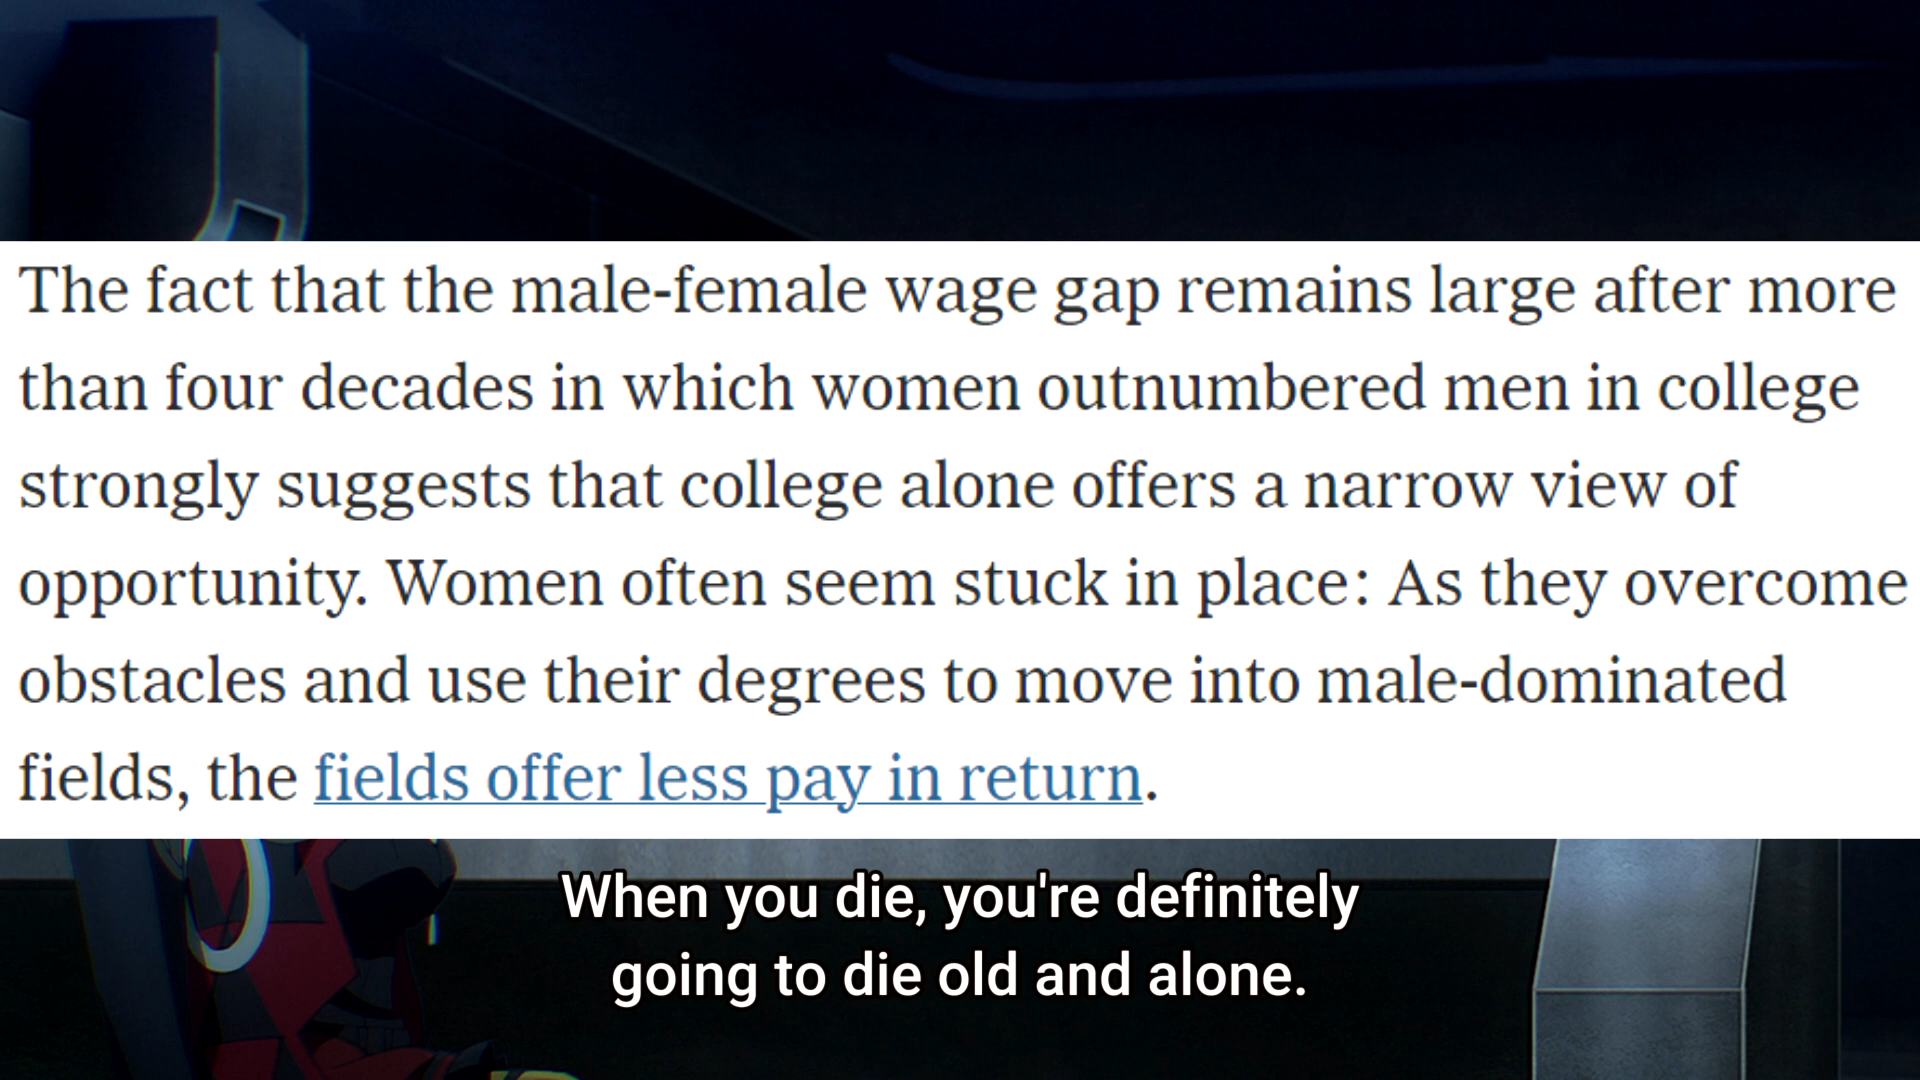 The fact that the male-female wage gap remains large after more
than four decades in which women outnumbered men in college
strongly suggests that college alone offers a narrow view of
opportunity. Women often seem stuck in place: As they overcome
obstacles and use their degrees to move into male-dominated
fields, the fields offer less pay in return.
When you die, you're definitely
going to die old and alone.